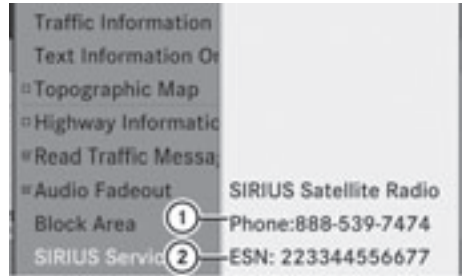 Traffic Information
Text Information On
Topographic Map
Highway Informatic
Read Traffic Messa
Audio Fadeout
SIRIUS Satellite Radio
Block Area
1
Phone:888-539-7474
SIRIUS Servic
2
ESN: 223344556677